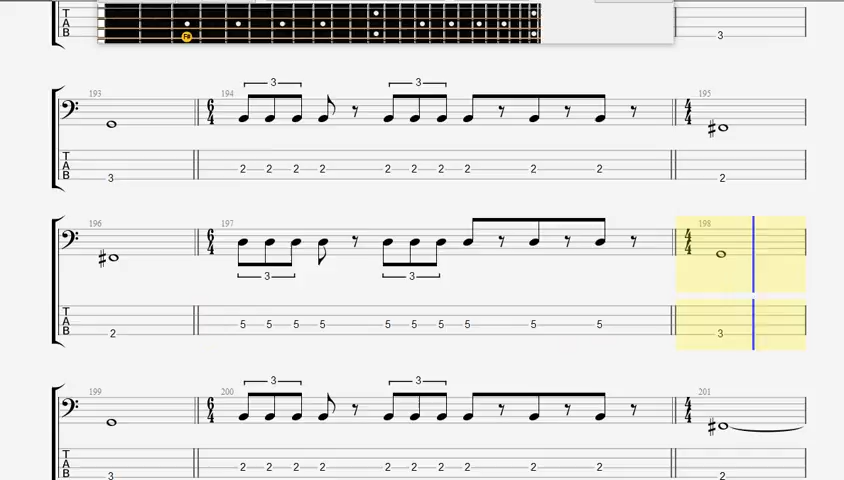 T
A
B 3
F#
193 3 194 3 195
6 4 4 4
T
A 2 2 2 2 2 2 2 2 2 2
B 3 2
196 197 198
6 4 4 4
3 3
T
A 5 5 5 5 5 5 5 5 5 5
B 2 3
199 3 200 3 201
6 4 4 4
T
A 2 2 2 2 2 2 2 2 2 2
B 3 2